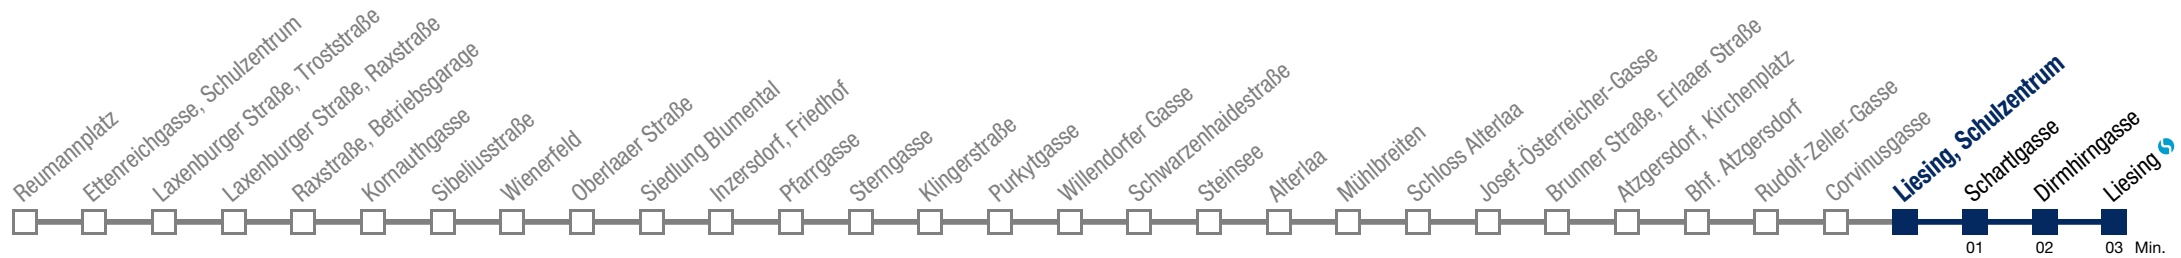 Reumannplatz
Ettenreichgasse, Schulzentrum
Laxenburger Straße, Troststraße
Laxenburger Straße, Raxstraße
Raxstraße, Betriebsgarage
Kornauthgasse
Sibeliusstraße
Wienerfeld
Oberlaaer Straße
Siedlung Blumental
Inzersdorf, Friedhof
Pfarrgasse
Sterngasse
Klingerstraße
Purkytgasse
Willendorfer Gasse
Schwarzenhaidestraße
Steinsee
Alterlaa
Mühlbreiten
Schloss Alterlaa
Josef-Österreicher-Gasse
Brunner Straße, Erlaaer Straße
Atzgersdorf, Kirchenplatz
Bhf. Atzgersdorf
Rudolf-Zeller-Gasse
Corvinusgasse
Liesing, Schulzentrum
Schartlgasse
Dirmhirngasse
Liesing
01 02 03 Min.